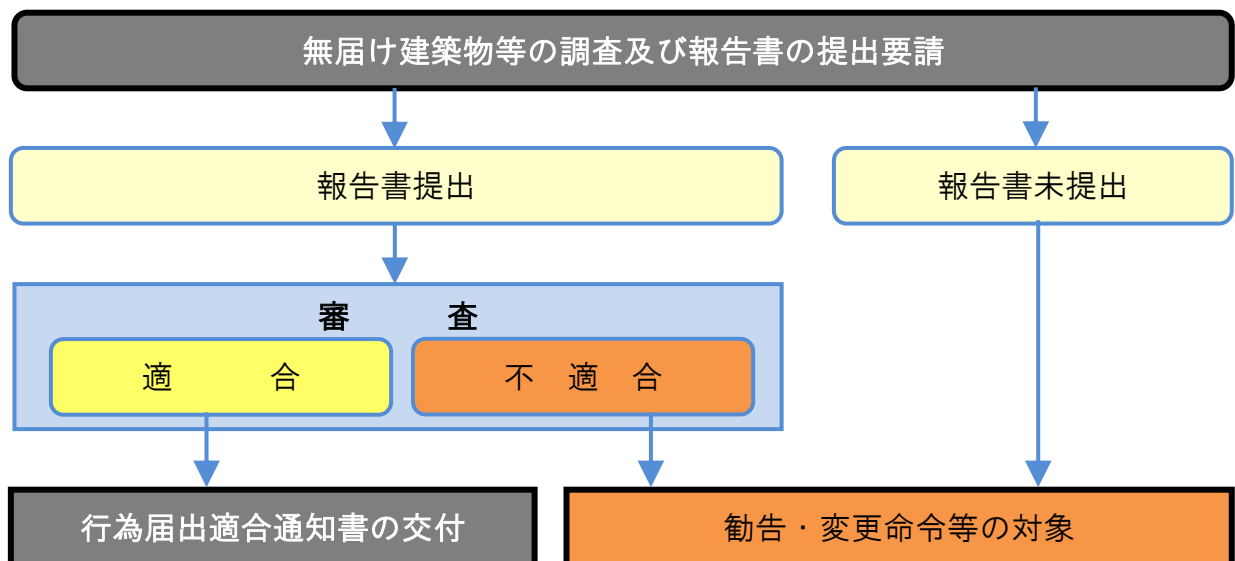 無届け建築物等の調査及び報告書の提出要請
報告書提出
報告書未提出
審　　　査
適　　　合
不　適　合
行為届出適合通知書の交付
勧告・変更命令等の対象